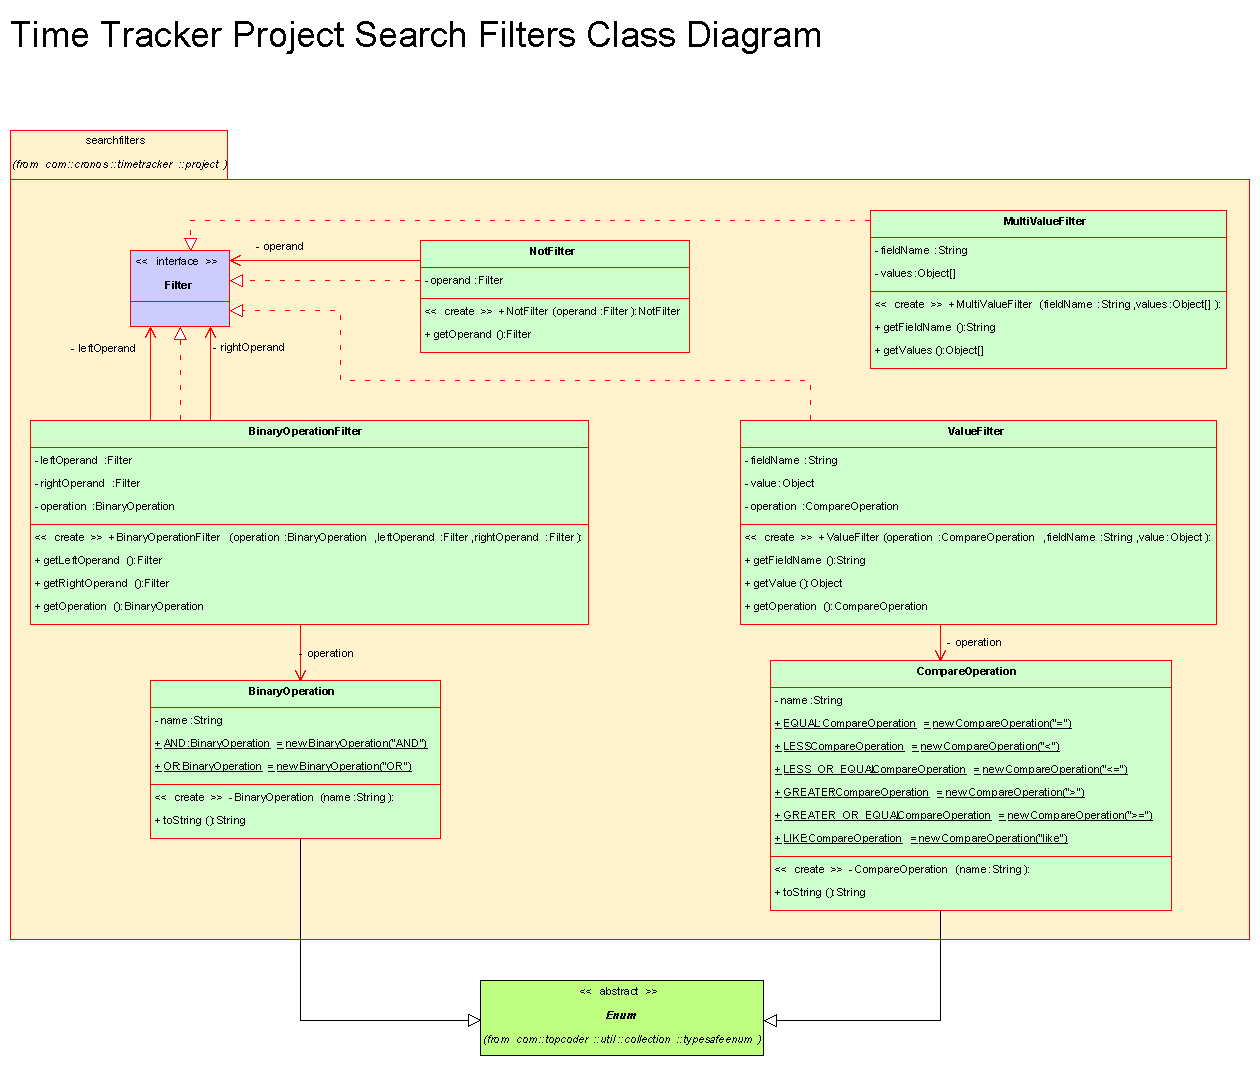 Time Tracker Project Search Filters Class Diagram
searchfilters
(from com::cronos::timetracker::project)
MultiValueFilter
- fieldName : String
- values : Object[]
<< create >> + MultiValueFilter (fieldName : String , values : Object[] ):
+ getFieldName ():String
+ getValues ():Object[]
- operand
NotFilter
- operand : Filter
<< create >> + NotFilter (operand : Filter ): NotFilter
+ getOperand ():Filter
<< interface >>
Filter
- leftOperand
- rightOperand
BinaryOperationFilter
- leftOperand : Filter
- rightOperand : Filter
- operation : BinaryOperation
<< create >> + BinaryOperationFilter (operation : BinaryOperation , leftOperand : Filter , rightOperand : Filter ):
+ getLeftOperand ():Filter
+ getRightOperand ():Filter
+ getOperation ():BinaryOperation
ValueFilter
- fieldName : String
- value : Object
- operation : CompareOperation
<< create >> + ValueFilter (operation : CompareOperation , fieldName : String , value : Object ):
+ getFieldName ():String
+ getValue ():Object
+ getOperation ():CompareOperation
- operation
- operation
BinaryOperation
- name : String
+ AND:BinaryOperation = new BinaryOperation("AND")
+ OR:BinaryOperation = new BinaryOperation("OR")
<< create >> - BinaryOperation (name : String ):
+ toString ():String
CompareOperation
- name : String
+ EQUAL:CompareOperation = new CompareOperation("=")
+ LESS:CompareOperation = new CompareOperation("<")
+ LESS_OR_EQUAL:CompareOperation = new CompareOperation("<=")
+ GREATER:CompareOperation = new CompareOperation(">")
+ GREATER_OR_EQUAL:CompareOperation = new CompareOperation(">=")
+ LIKE:CompareOperation = new CompareOperation("like")
<< create >> - CompareOperation (name : String ):
+ toString ():String
<< abstract >>
Enum
(from com::topcoder::util::collection::typesafeenum)